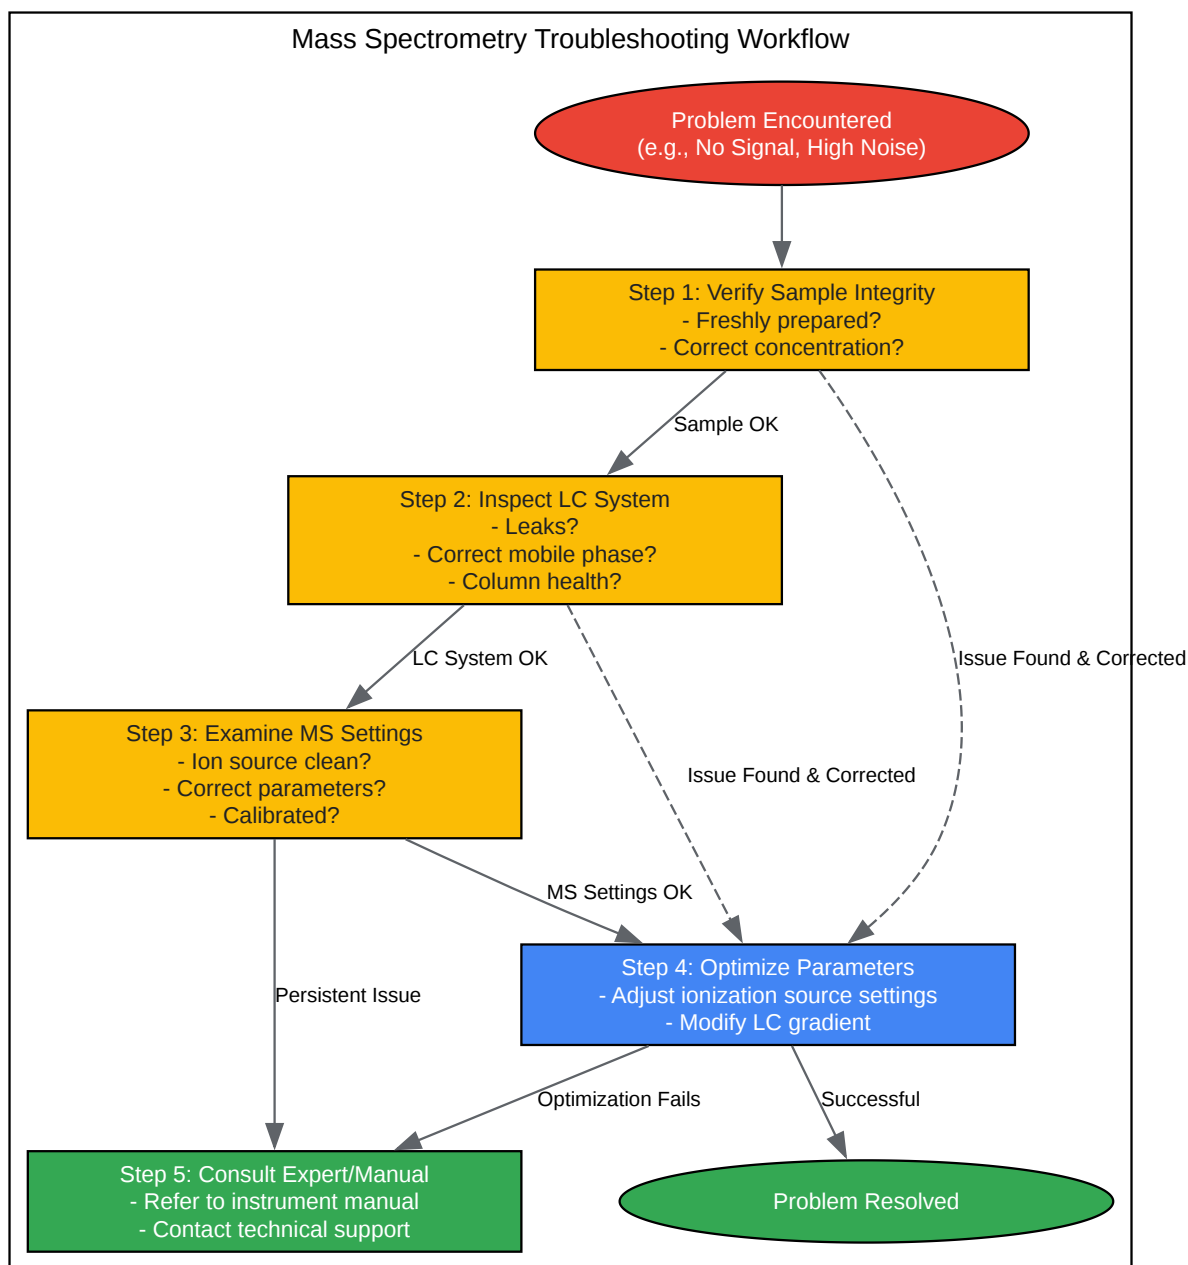 Mass Spectrometry Troubleshooting Workflow
Problem Encountered
(e.g., No Signal, High Noise)
Step 1: Verify Sample Integrity
- Freshly prepared?
- Correct concentration?
Sample OK
Step 2: Inspect LC System
- Leaks?
- Correct mobile phase?
- Column health?
LC System OK
Issue Found & Corrected
Step 3: Examine MS Settings
- Ion source clean?
- Correct parameters?
- Calibrated?
Issue Found & Corrected
MS Settings OK
Step 4: Optimize Parameters
- Adjust ionization source settings
- Modify LC gradient
Persistent Issue
Optimization Fails
Successful
Step 5: Consult Expert/Manual
- Refer to instrument manual
- Contact technical support
Problem Resolved